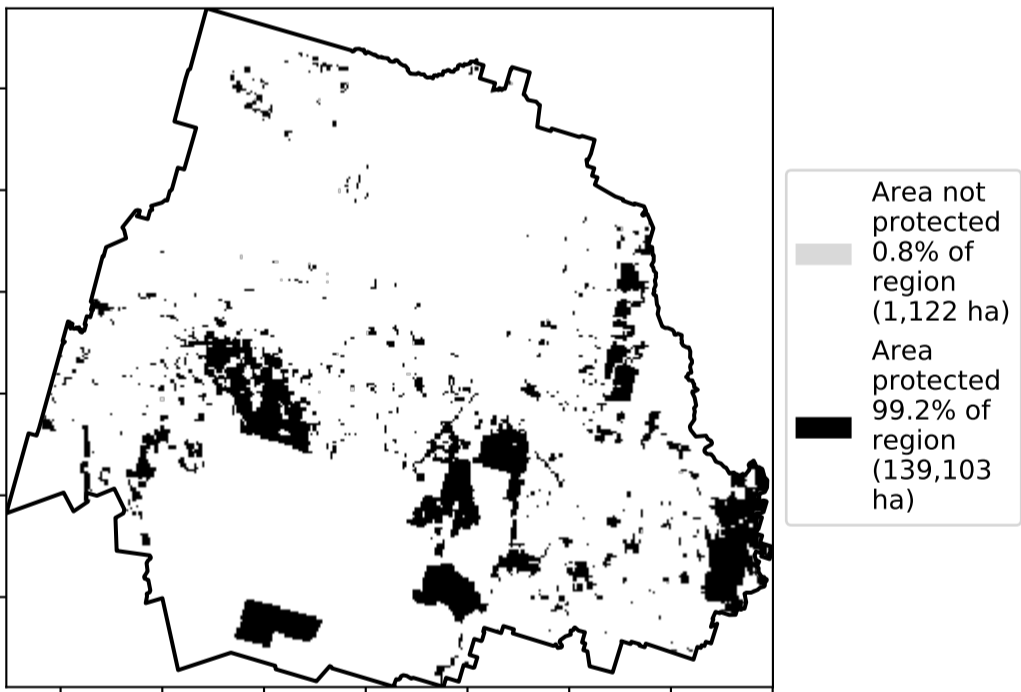 Area not
protected
0.8% of
region
(1,122 ha)
Area
protected
99.2% of
region
(139,103
ha)